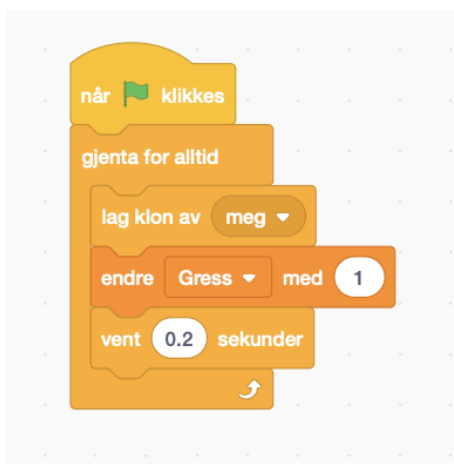 når klikkes
gjenta for alltid
lag klon av meg
endre Gress med 1
vent 0.2 sekunder